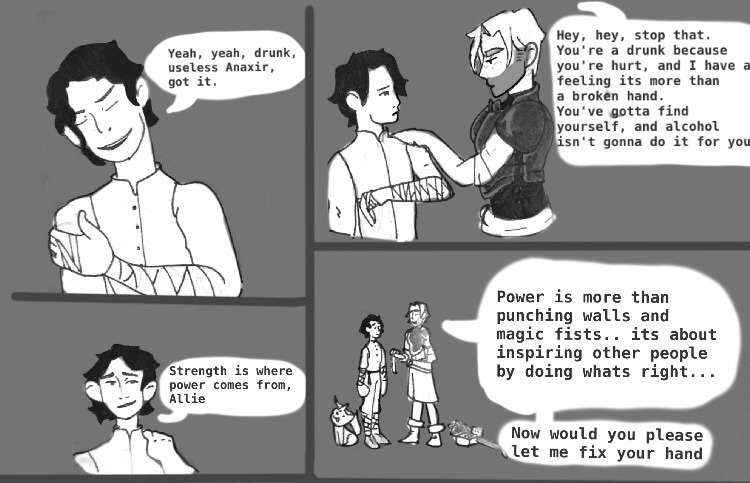 Yeah, yeah, drunk,
useless Anaxir,
got it.
Hey, hey, stop that.
You're a drunk because
you're hurt, and I have a
feeling its more than
a broken hand.
You've gotta find
yourself, and alcohol
isn't gonna do it for you
Strength is where
power comes from,
Allie
Power is more than
punching walls and
magic fists.. its about
inspiring other people
by doing whats right...
Now would you please
let me fix your hand